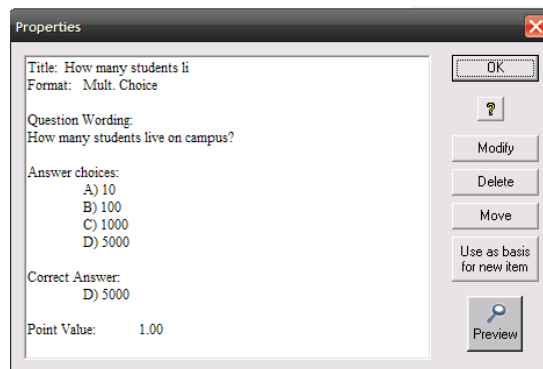 Properties
Title: How many students li
Format: Mult. Choice
Question Wording:
How many students live on campus?
Answer choices:
A) 10
B) 100
C) 1000
D) 5000
Correct Answer:
D) 5000
Point Value: 1.00
OK
?
Modify
Delete
Move
Use as basis
for new item
Preview